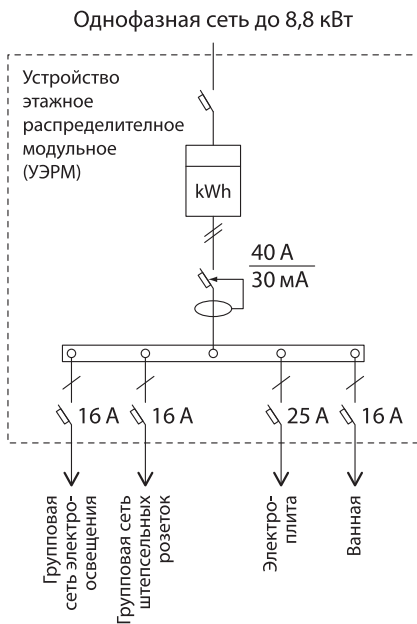 Однофазная сеть до 8,8 кВт
Устройство
этажное
распределителное
модульное
(УЭРМ)
kWh
40 А
30 мА
16 А
16 А
25 А
16 А
Групповая
сеть электро-
освещения
Групповая сеть
штепсельных
розеток
Электро-
плита
Ванная